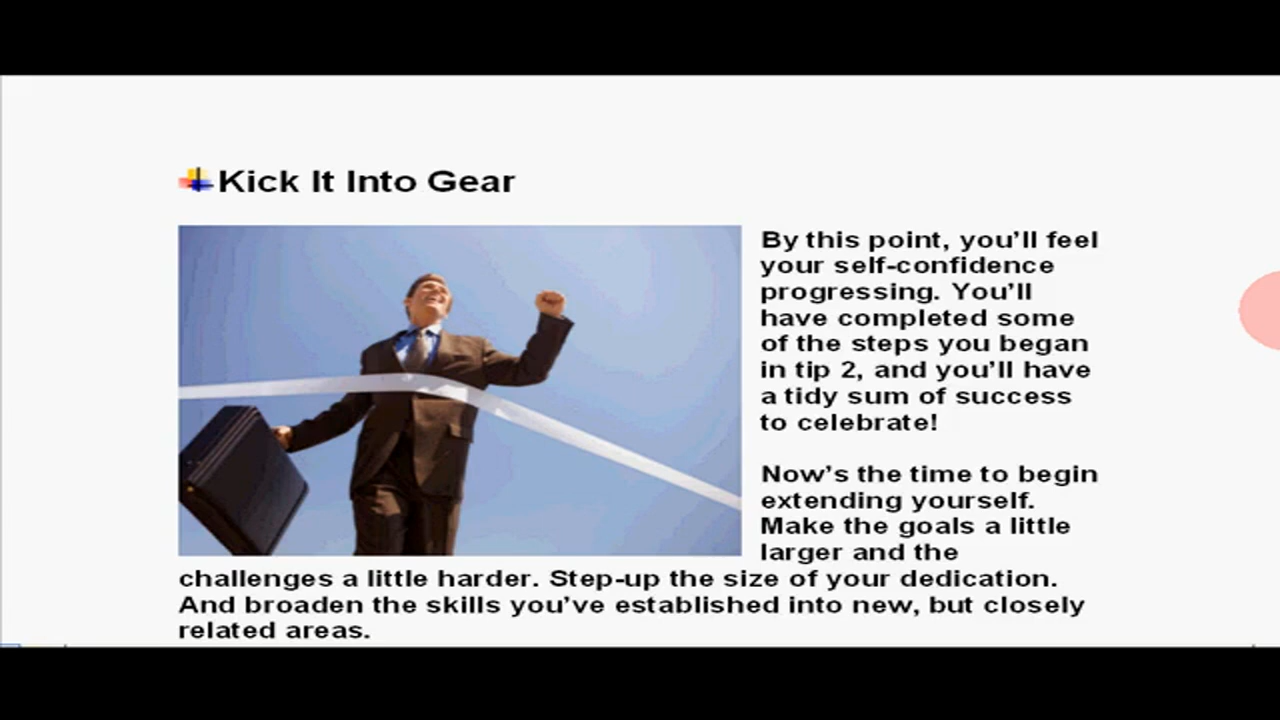 Kick It Into Gear
By this point, you’ll feel
your self-confidence
progressing. You’ll
have completed some
of the steps you began
in tip 2, and you’ll have
a tidy sum of success
to celebrate!
Now’s the time to begin
extending yourself.
Make the goals a little
larger and the
challenges a little harder. Step-up the size of your dedication.
And broaden the skills you’ve established into new, but closely
related areas.